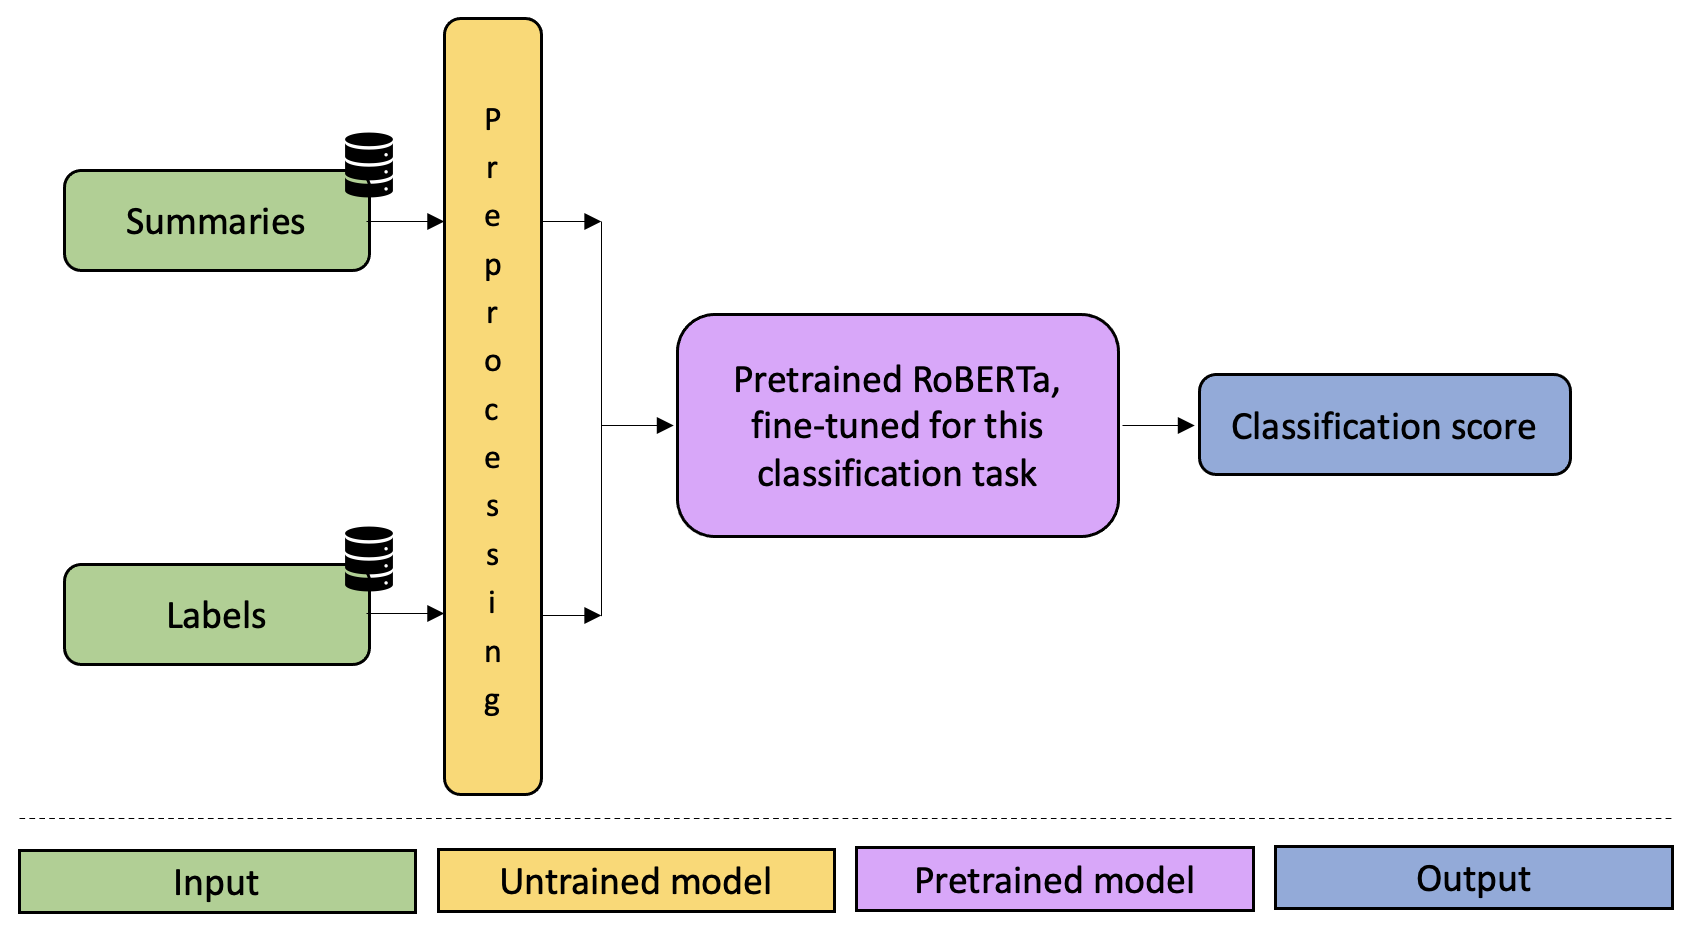 Summaries
Labels
Preprocessing
Pretrained RoBERTa,
fine-tuned for this
classification task
Classification score
Input
Untrained model
Pretrained model
Output